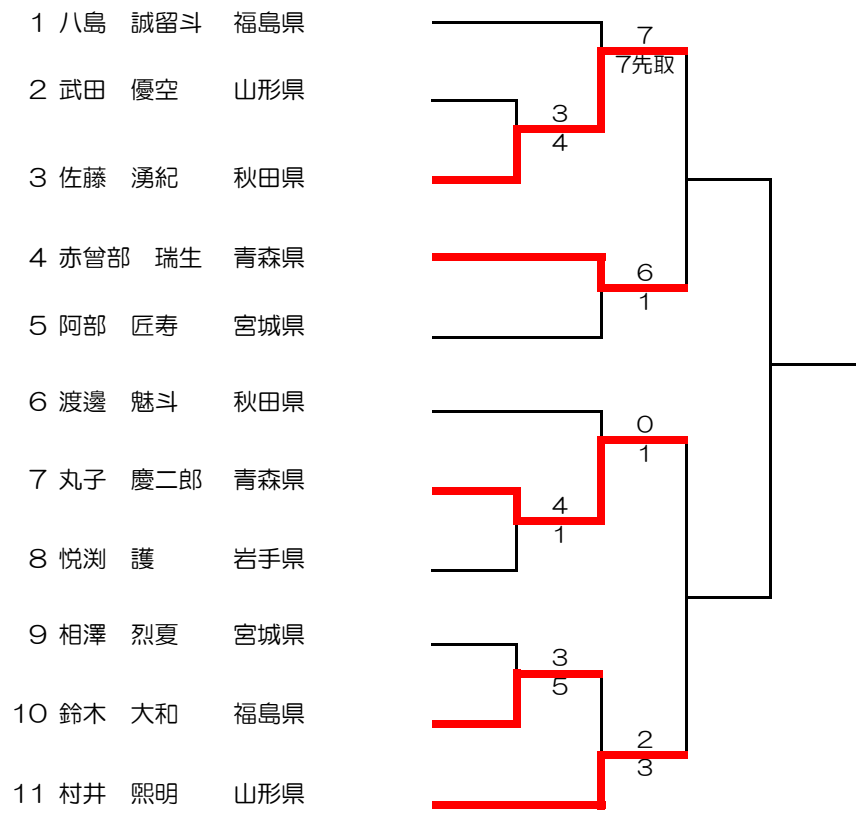 1 八島 誠留斗 福島県
7
7先取
2 武田 優空 山形県
3
4
3 佐藤 湧紀 秋田県
4 赤曾部 瑞生 青森県
6
1
5 阿部 匠寿 宮城県
6 渡邊 魅斗 秋田県
0
1
7 丸子 慶二郎 青森県
4
1
8 悦渕 護 岩手県
9 相澤 烈夏 宮城県
3
5
10 鈴木 大和 福島県
2
3
11 村井 煕明 山形県